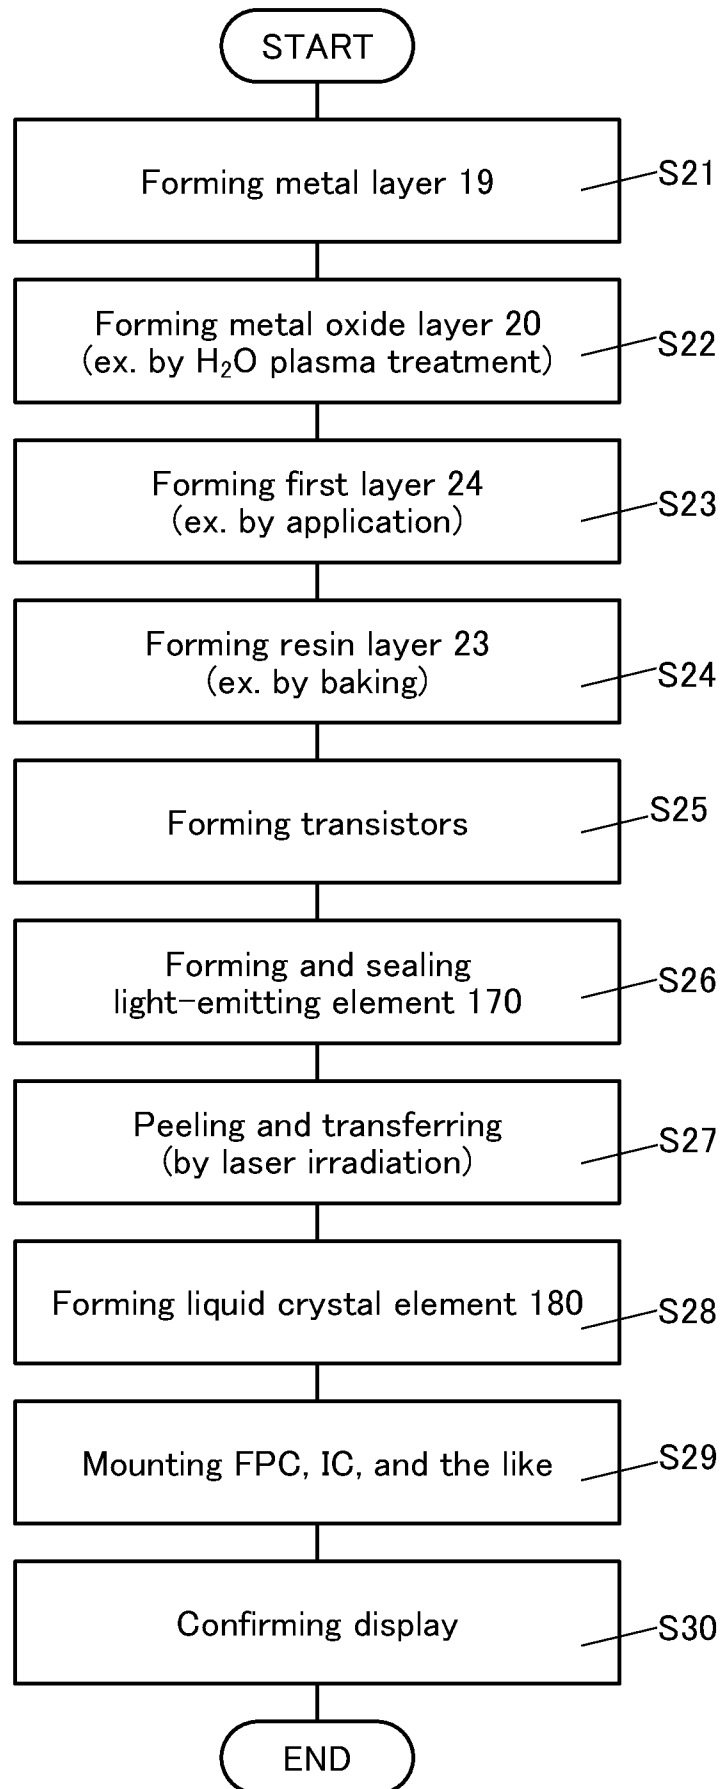 START
Forming metal layer 19
S21
Forming metal oxide layer 20
(ex. by H₂O plasma treatment)
S22
Forming first layer 24
(ex. by application)
S23
Forming resin layer 23
(ex. by baking)
S24
Forming transistors
S25
Forming and sealing
light-emitting element 170
S26
Peeling and transferring
(by laser irradiation)
S27
Forming liquid crystal element 180
S28
Mounting FPC, IC, and the like
S29
Confirming display
S30
END